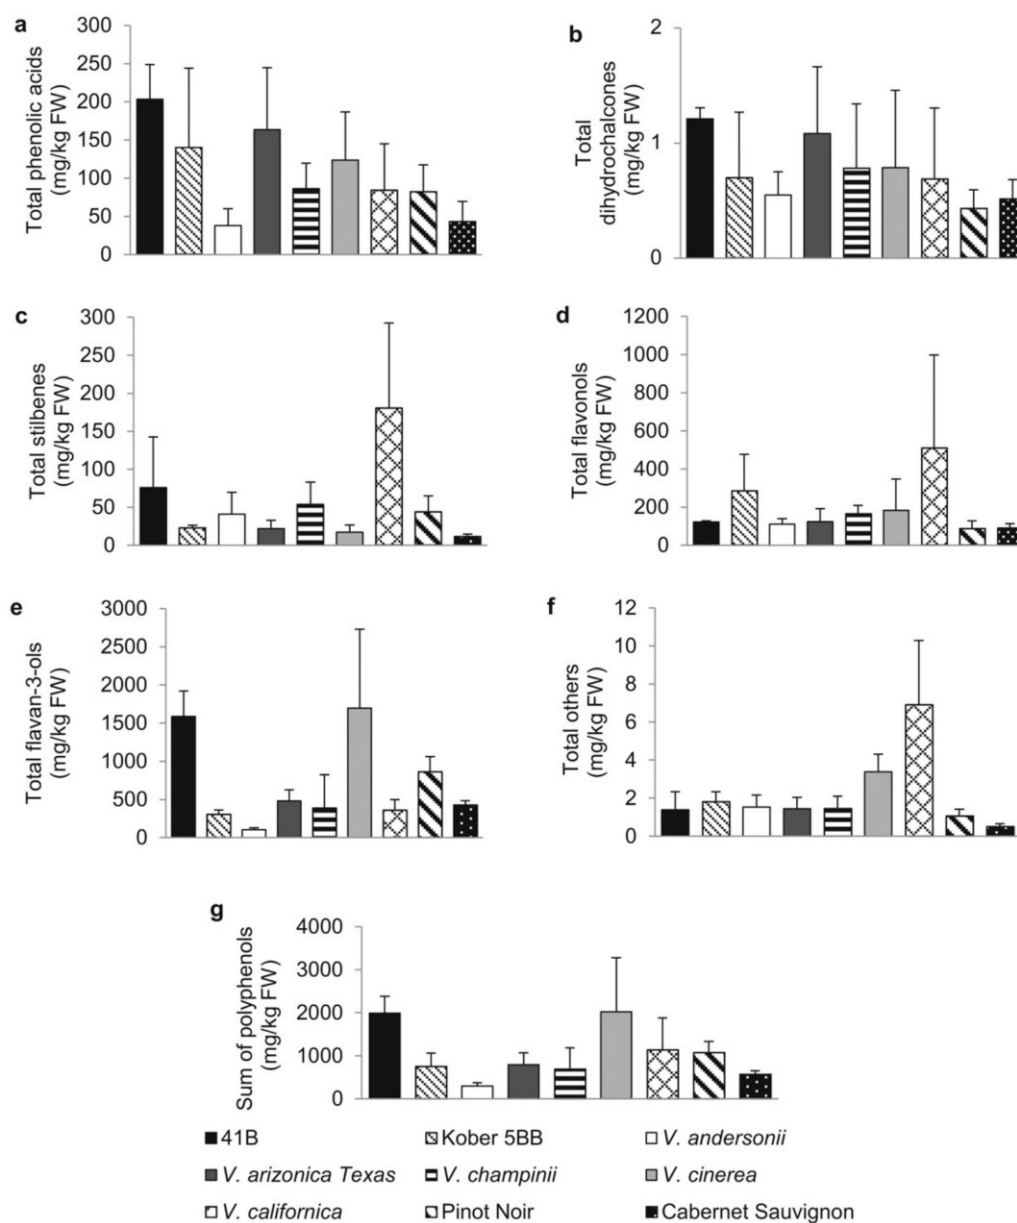 a
Total phenolic acids
(mg/kg FW)
300
250
200
150
100
50
0
b
Total
dihydrochalcones
(mg/kg FW)
2
1
0
c
Total stilbenes
(mg/kg FW)
300
250
200
150
100
50
0
d
Total flavonols
(mg/kg FW)
1200
1000
800
600
400
200
0
e
Total flavan-3-ols
(mg/kg FW)
3000
2500
2000
1500
1000
500
0
f
Total others
(mg/kg FW)
12
10
8
6
4
2
0
g
Sum of polyphenols
(mg/kg FW)
4000
3000
2000
1000
0
41B
Kober 5BB
V. andersonii
V. arizonica Texas
V. champinii
V. cinerea
V. californica
Pinot Noir
Cabernet Sauvignon